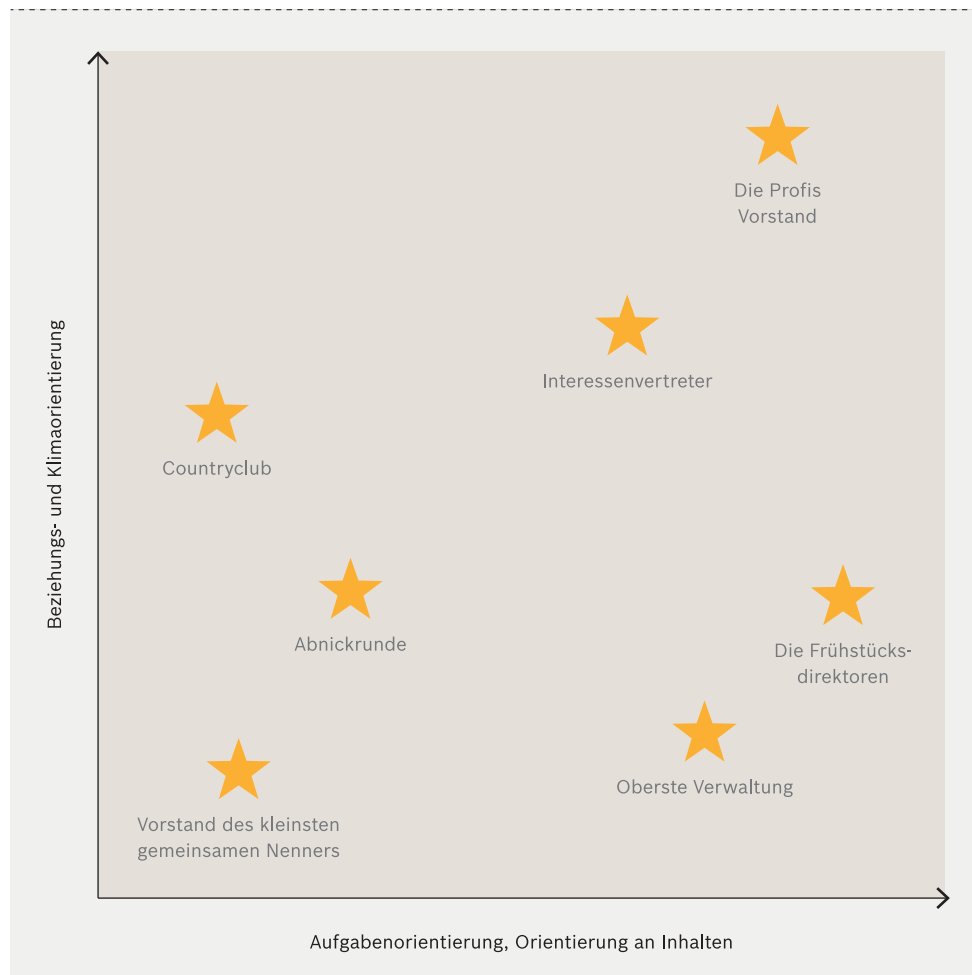 Die Profis
Vorstand
Interessenvertreter
Countryclub
Abnickrunde
Die Frühstücks-
direktoren
Oberste Verwaltung
Vorstand des kleinsten
gemeinsamen Nenners
Beziehungs- und Klimaorientierung
Aufgabenorientierung, Orientierung an Inhalten